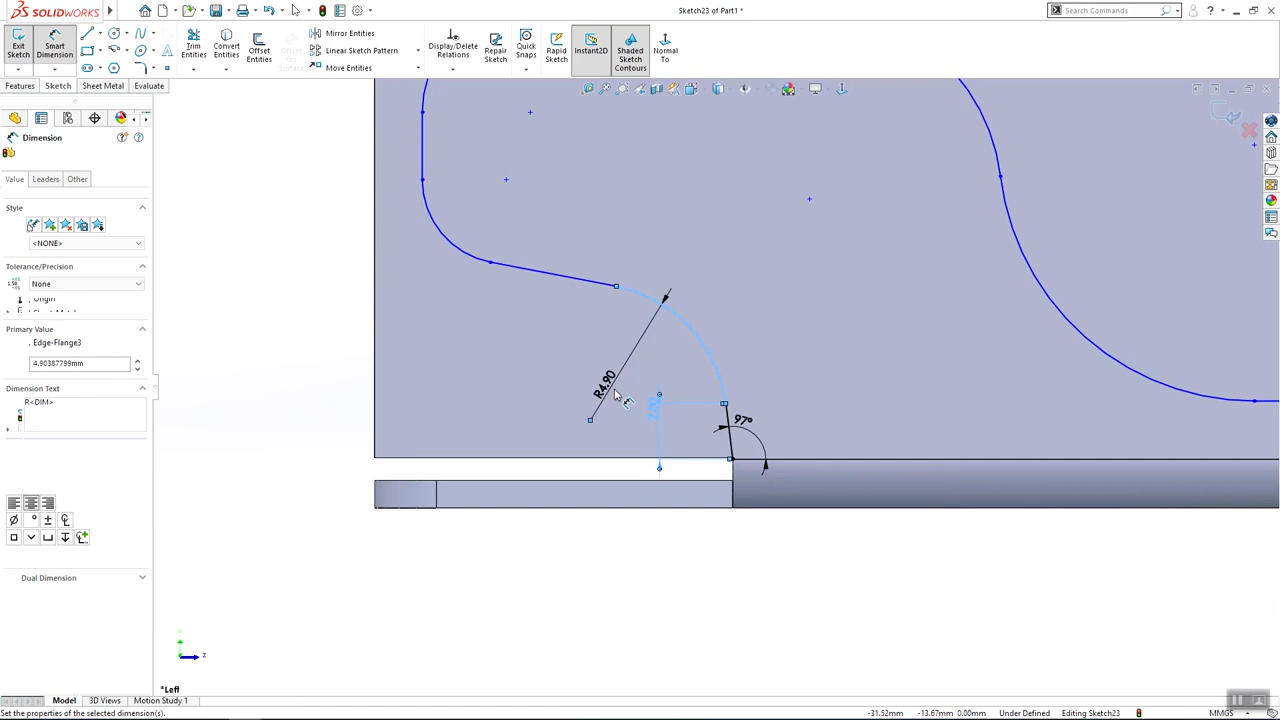 SOLIDWORKS
Sketch23 of Part1 *
Search Commands
Exit Sketch
Smart Dimension
Trim Entities
Convert Entities
Offset Entities
Offset On Surface
Mirror Entities
Linear Sketch Pattern
Move Entities
Display/Delete Relations
Repair Sketch
Quick Snaps
Rapid Sketch
Instant2D
Shaded Sketch Contours
Normal To
Features
Sketch
Sheet Metal
Evaluate
Dimension
Value
Leaders
Other
Style
<NONE>
Tolerance/Precision
None
Origin
Primary Value
, Edge-Flange3
4.90387799mm
Dimension Text
R<DIM>
Dual Dimension
R4.90
97°
z
*Left
Model
3D Views
Motion Study 1
Set the properties of the selected dimension(s).
-31.52mm
-13.67mm 0.00mm
Under Defined
Editing Sketch23
MMGS